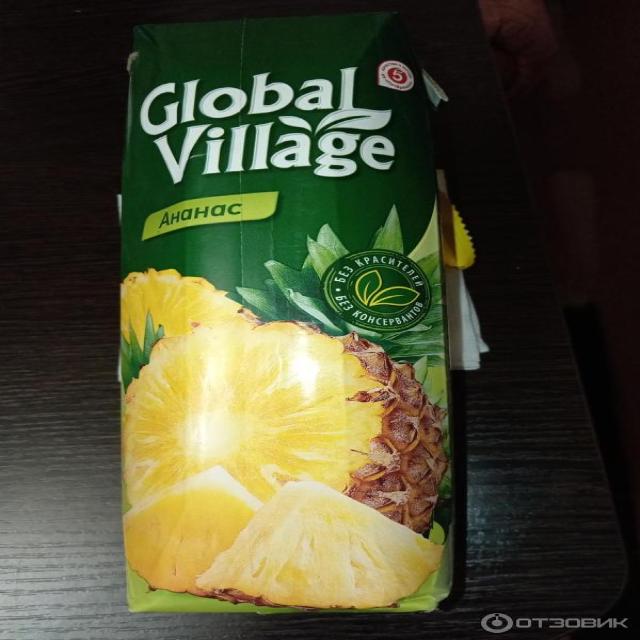 Global
Village
Ананас
5
БЕЗ КРАСИТЕЛЕЙ
БЕЗ КОНСЕРВАНТОВ
ОТЗОВИК